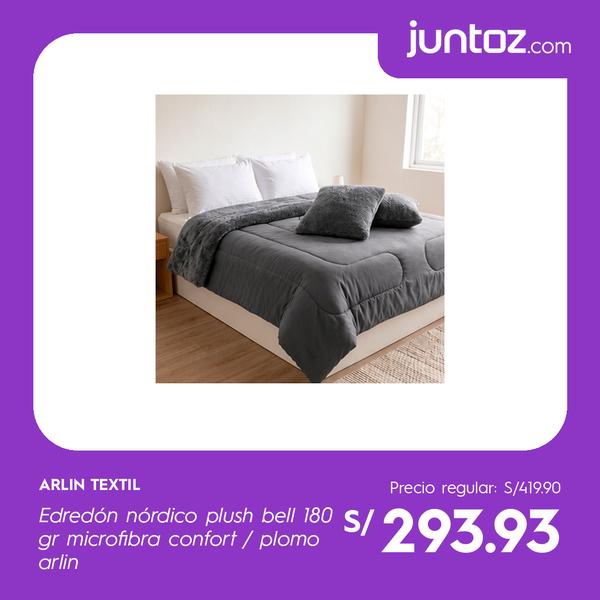 juntoz.com
ARLIN TEXTIL
Edredón nórdico plush bell 180
gr microfibra confort / plomo
arlin
Precio regular: S/419.90
S/ 293.93